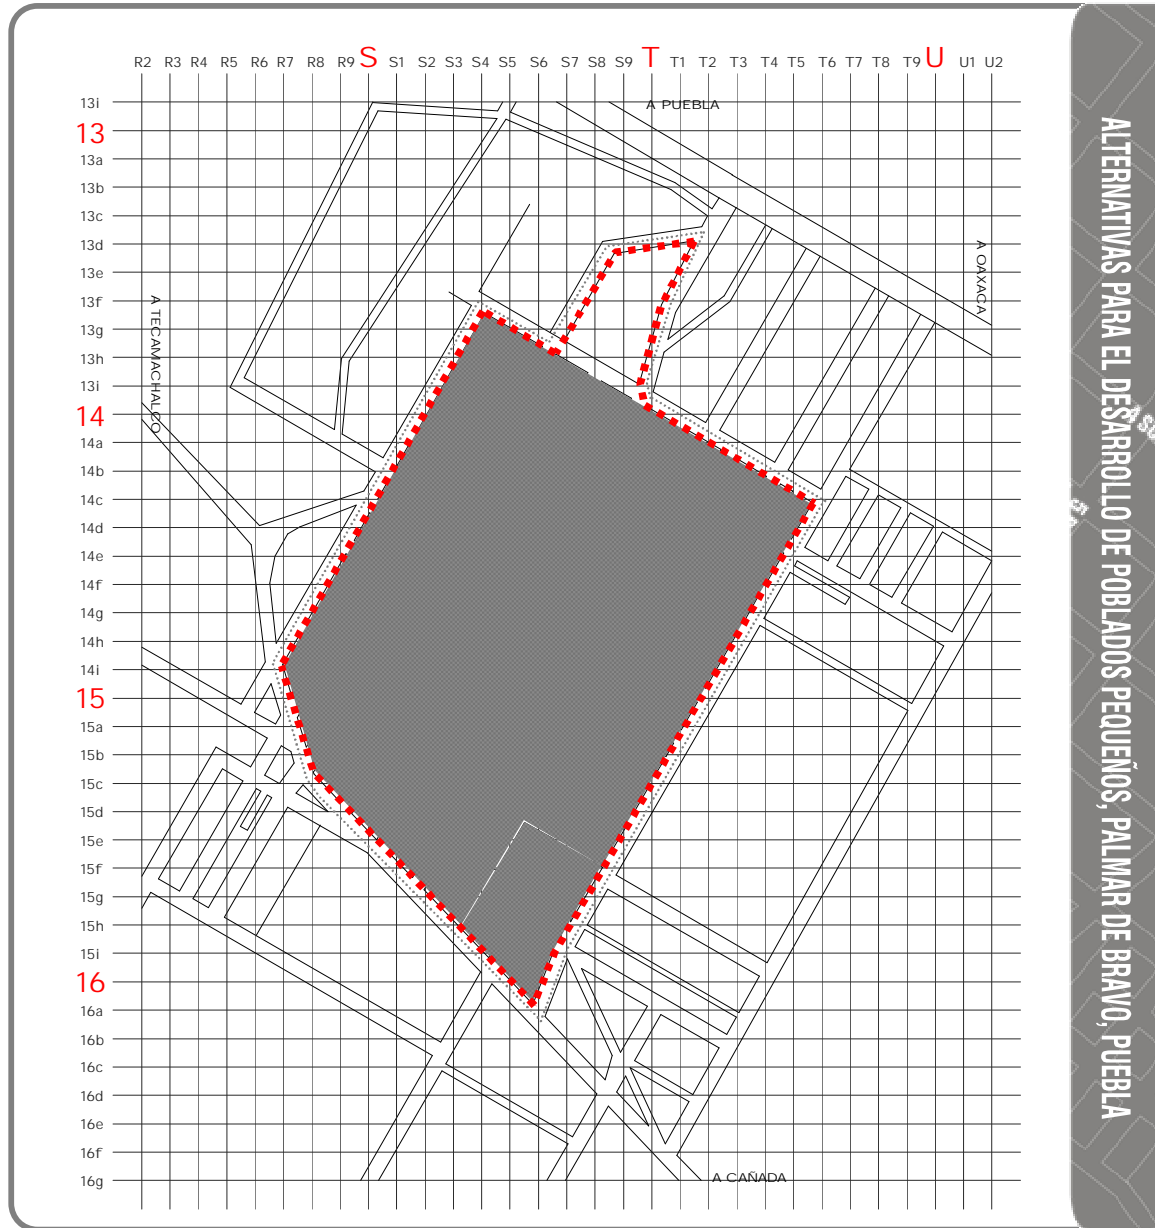 R2 R3 R4 R5 R6 R7 R8 R9 S S1 S2 S3 S4 S5 S6 S7 S8 S9 T T1 T2 T3 T4 T5 T6 T7 T8 T9 U U1 U2
A PUEBLA
13i
13
13a
13b
13c
13d
13e
13f
13g
13h
13i
14
14a
14b
14c
14d
14e
14f
14g
14h
14i
15
15a
15b
15c
15d
15e
15f
15g
15h
15i
16
16a
16b
16c
16d
16e
16f
16g
A TECAMACHALCO
A OAXACA
A CAÑADA
ALTERNATIVAS PARA EL DESARROLLO DE POBLADOS PEQUEÑOS, PALMAR DE BRAVO, PUEBLA